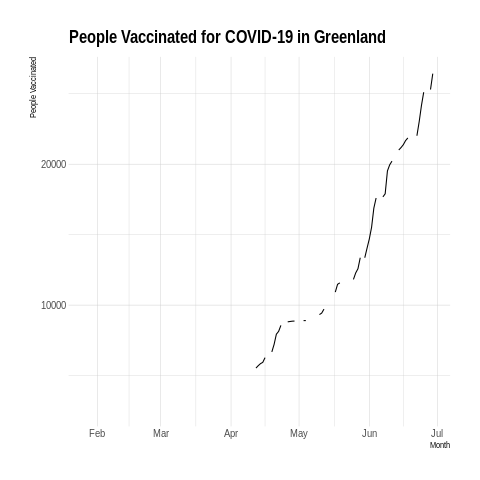 People Vaccinated for COVID-19 in Greenland
People Vaccinated
20000
10000
Feb Mar Apr May Jun Jul
Month